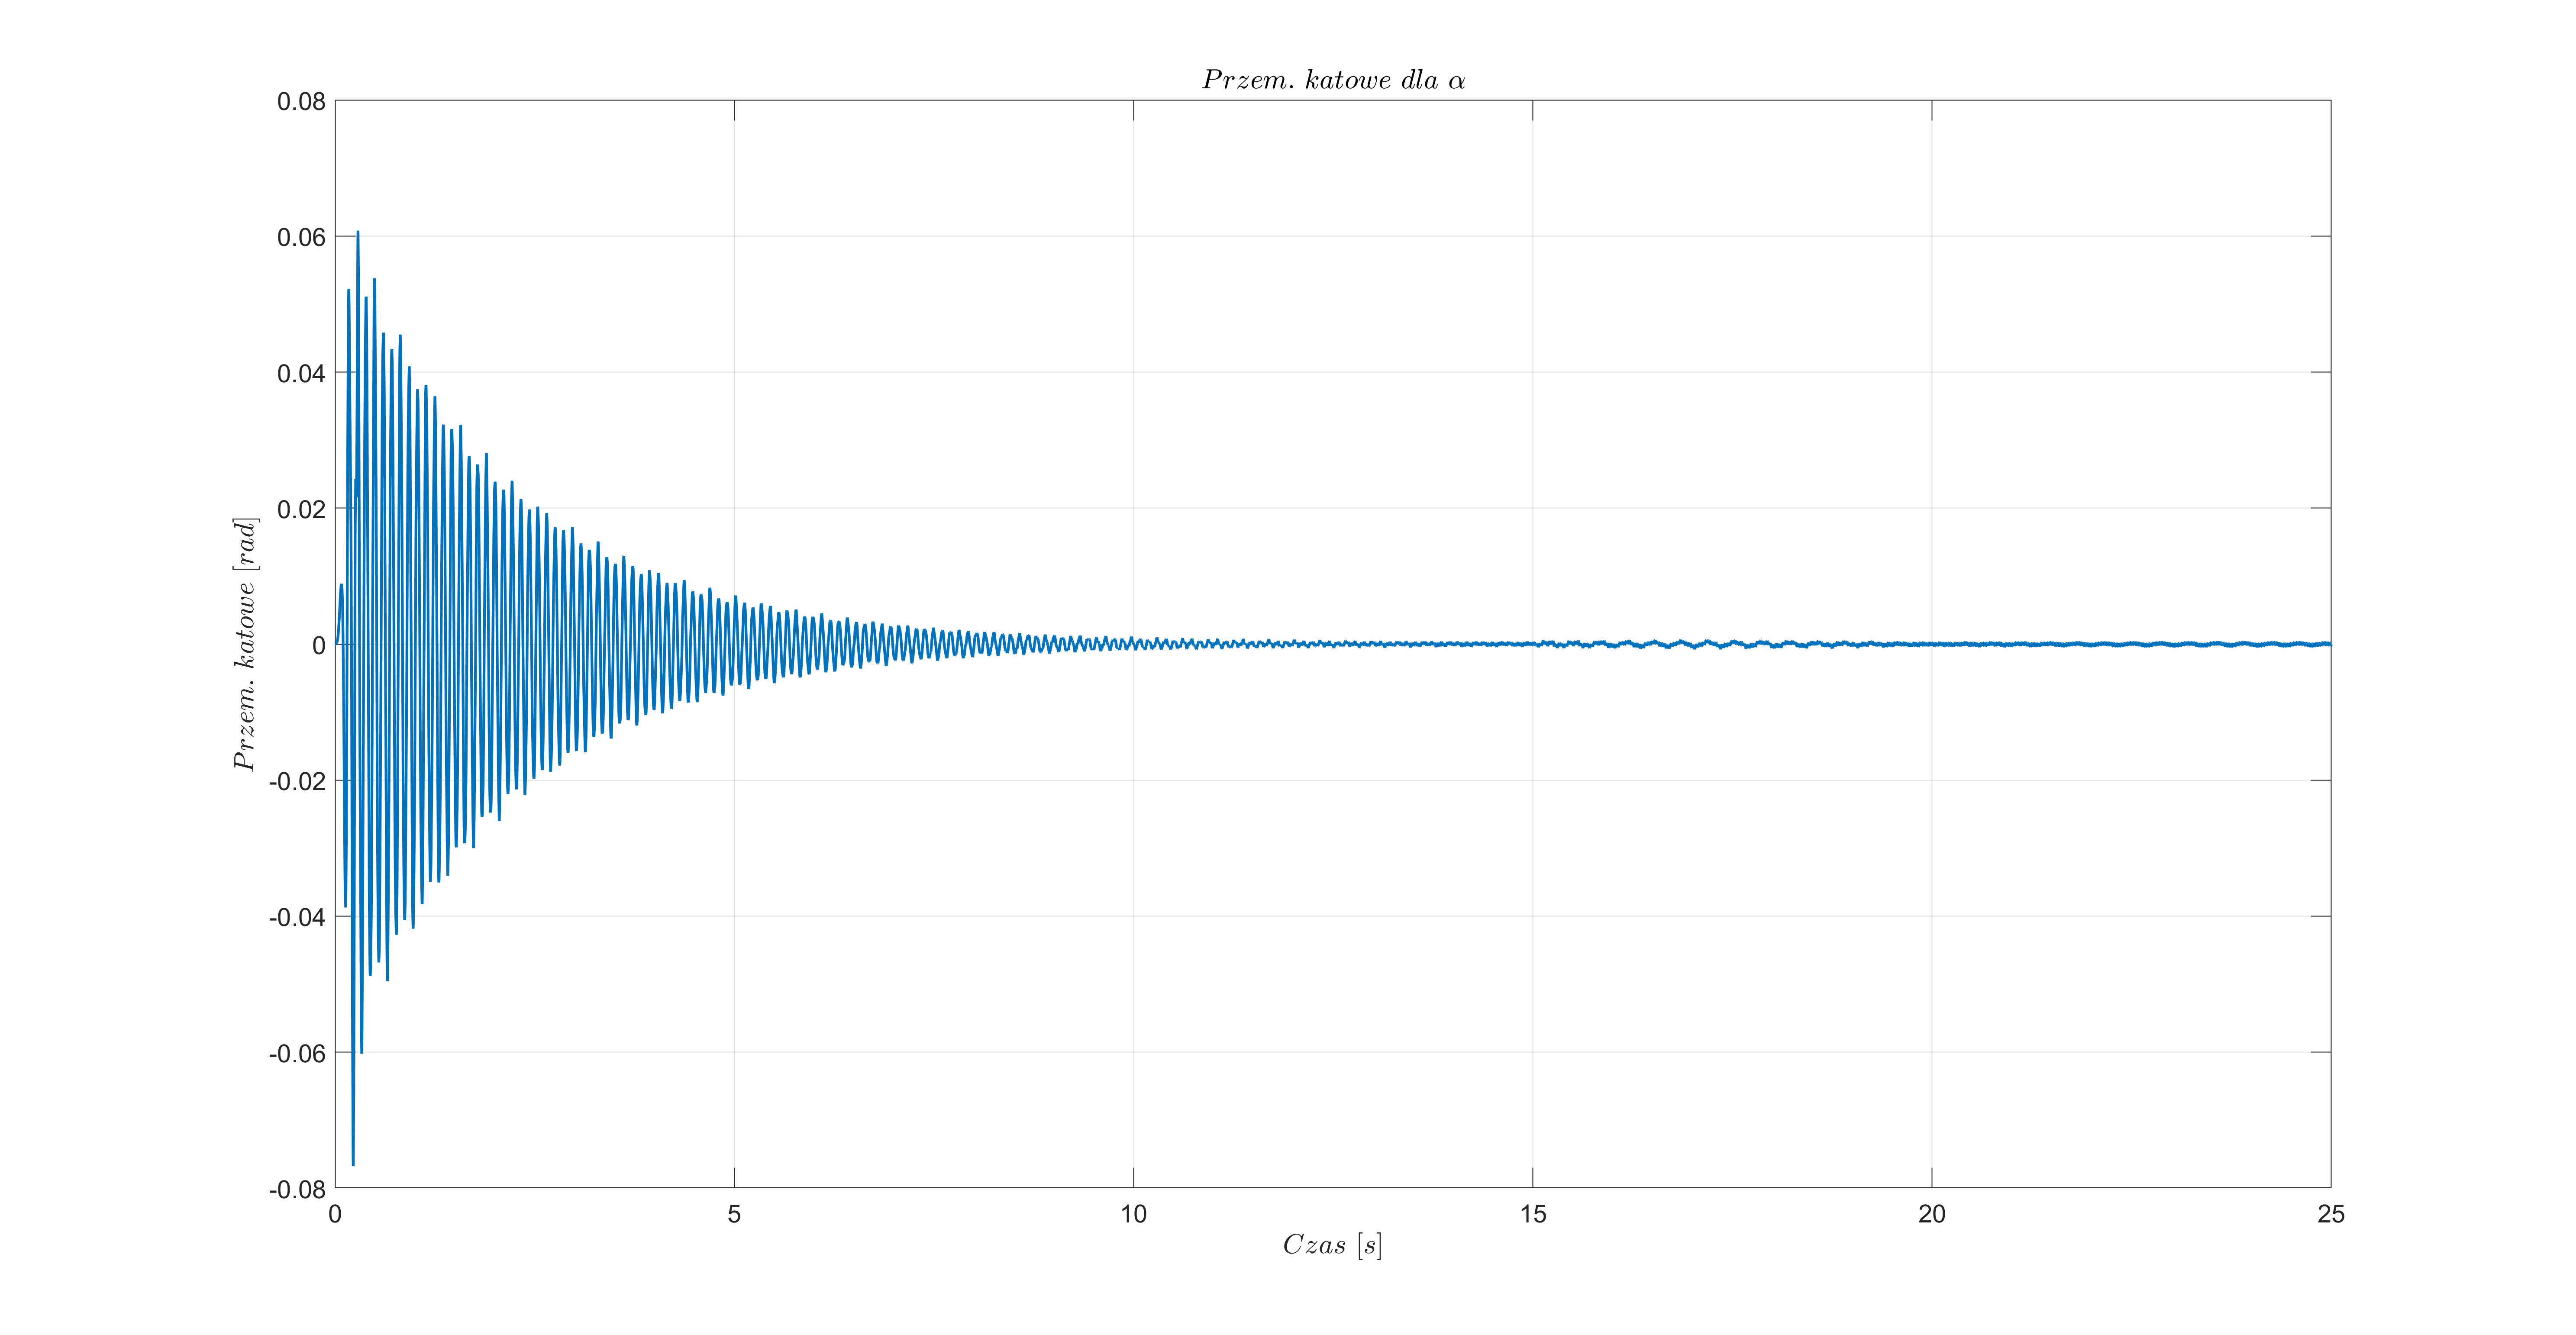 Przem. katowe dla α
0.08
0.06
0.04
0.02
0
-0.02
-0.04
-0.06
-0.08
Przem. katowe [rad]
0 5 10 15 20 25
Czas [s]